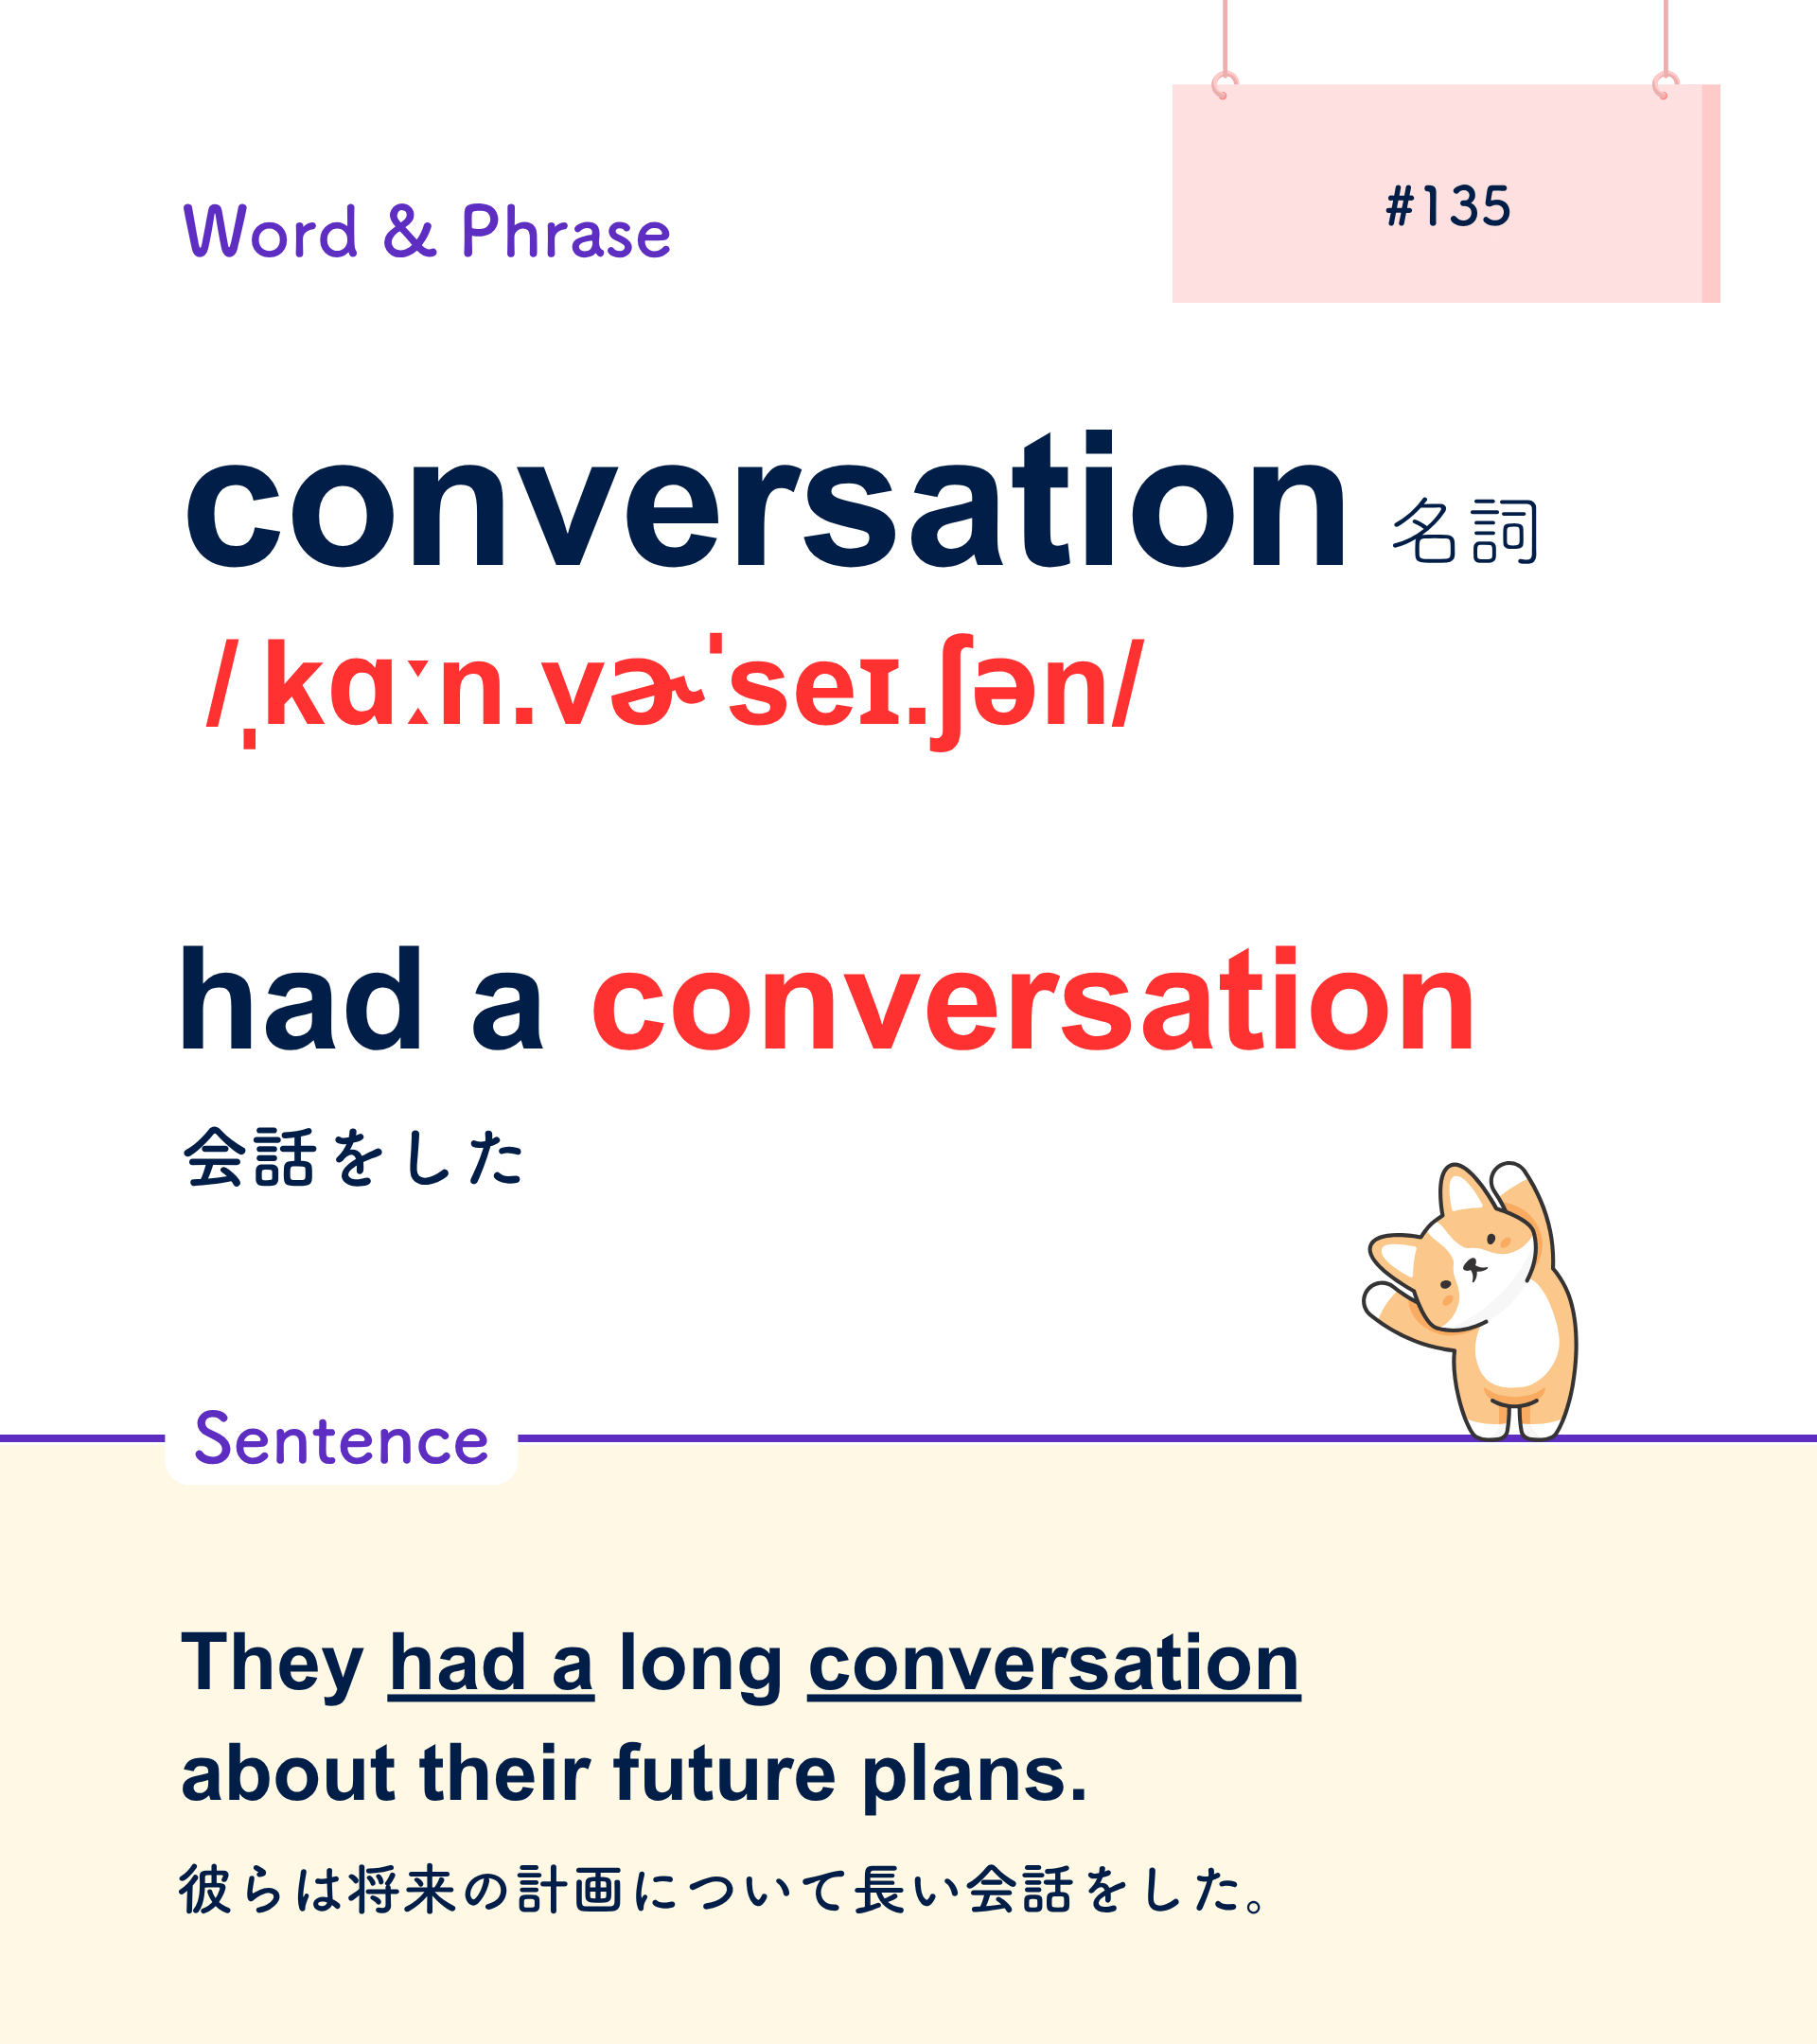 Word & Phrase
#135
conversation 名詞
/ˌkɑːn.vɚˈseɪ.ʃən/
had a conversation
会話をした
Sentence
They had a long conversation
about their future plans.
彼らは将来の計画について長い会話をした。